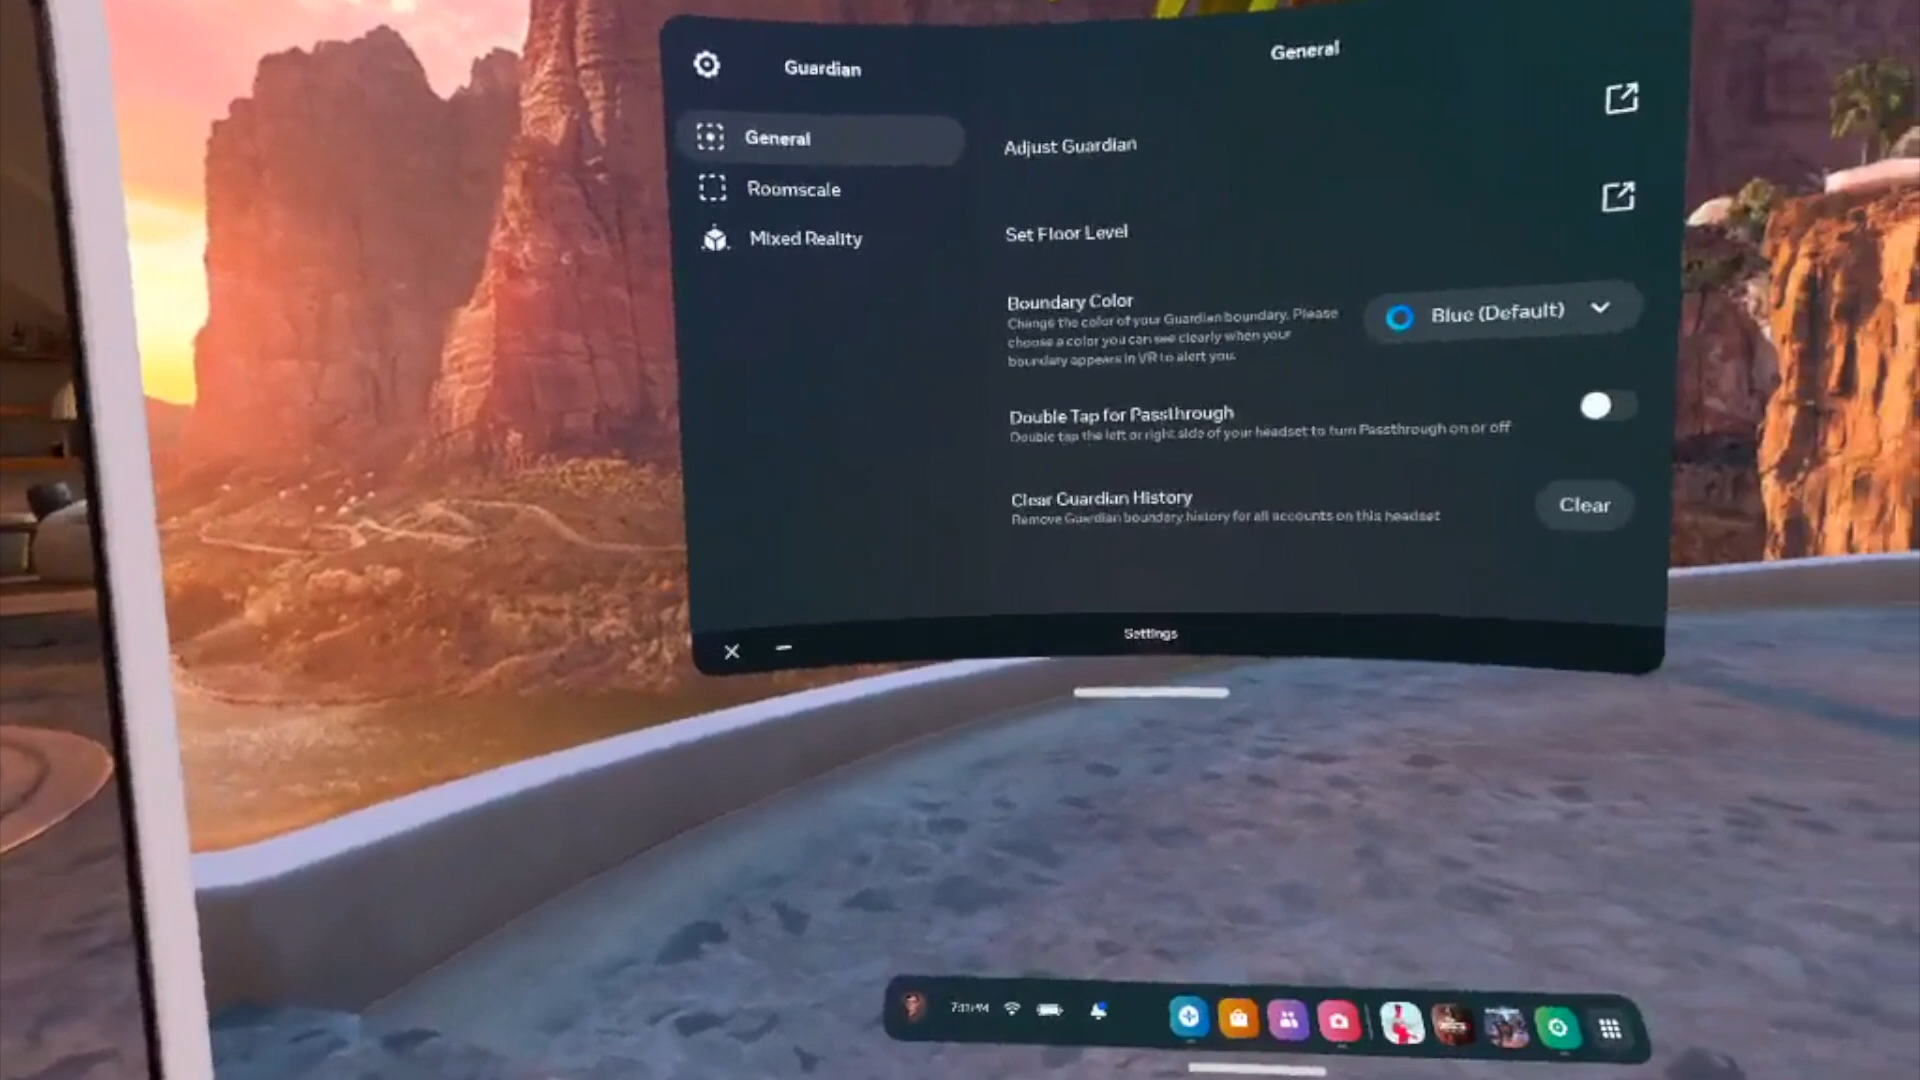 Guardian
General
General
Roomscale
Mixed Reality
Adjust Guardian
Set Floor Level
Boundary Color
Change the color of your Guardian boundary. Please
choose a color you can see clearly when your
boundary appears in VR to alert you.
Blue (Default)
Double Tap for Passthrough
Double tap the left or right side of your headset to turn Passthrough on or off
Clear Guardian History
Remove Guardian boundary history for all accounts on this headset
Clear
Settings